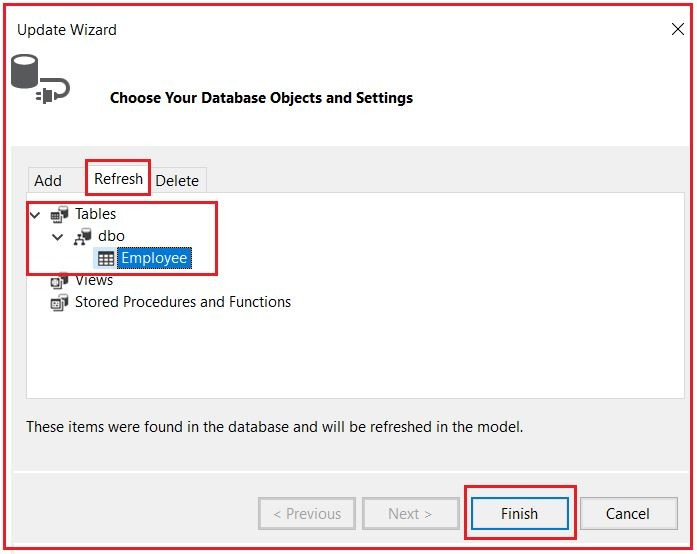 Update Wizard
Choose Your Database Objects and Settings
Add Refresh Delete
Tables
dbo
Employee
Views
Stored Procedures and Functions
These items were found in the database and will be refreshed in the model.
< Previous Next > Finish Cancel